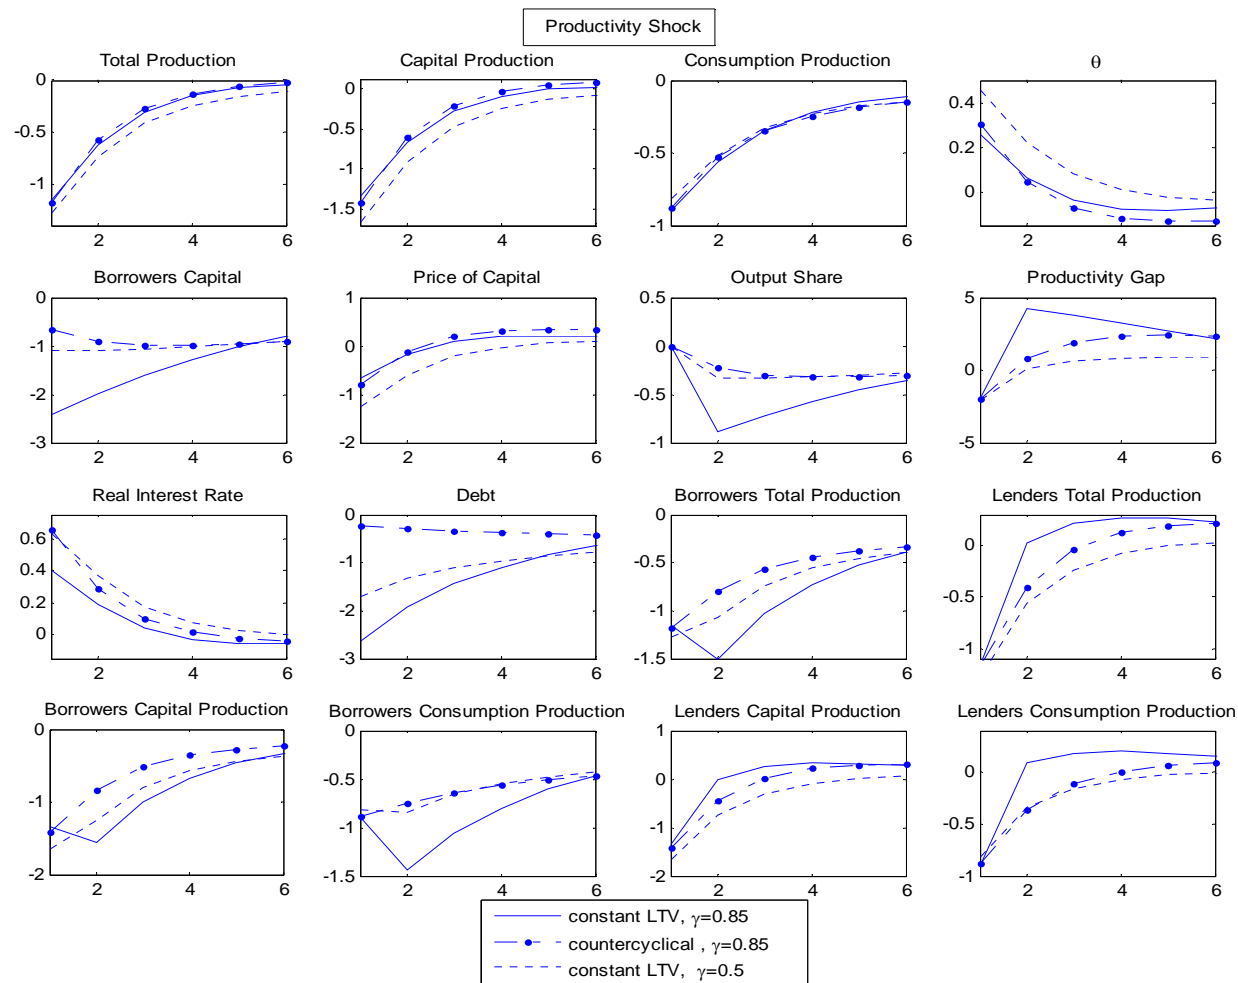 Productivity Shock
Total Production
Capital Production
Consumption Production
θ
0
-0.5
-1
2 4 6
0
-0.5
-1
-1.5
2 4 6
0
-0.5
-1
2 4 6
0.4
0.2
0
2 4 6
Borrowers Capital
Price of Capital
Output Share
Productivity Gap
0
-1
-2
-3
2 4 6
1
0
-1
-2
2 4 6
0.5
0
-0.5
-1
2 4 6
5
0
-5
2 4 6
Real Interest Rate
Debt
Borrowers Total Production
Lenders Total Production
0.6
0.4
0.2
0
2 4 6
0
-1
-2
-3
2 4 6
0
-0.5
-1
-1.5
2 4 6
0
-0.5
-1
2 4 6
Borrowers Capital Production
Borrowers Consumption Production
Lenders Capital Production
Lenders Consumption Production
0
-1
-2
2 4 6
0
-0.5
-1
-1.5
2 4 6
1
0
-1
-2
2 4 6
0
-0.5
-1
2 4 6
constant LTV, γ=0.85
countercyclical , γ=0.85
constant LTV, γ=0.5